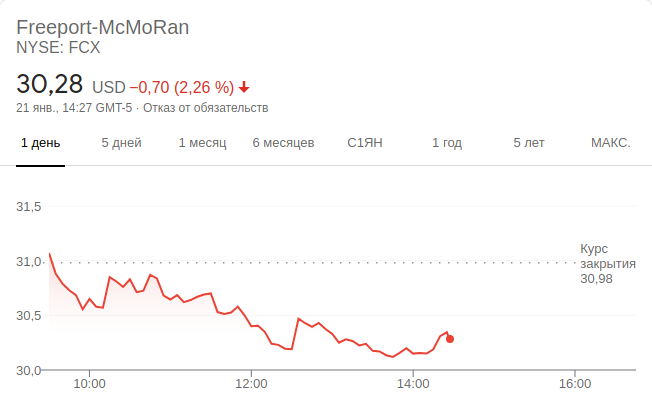 Freeport-McMoRan
NYSE: FCX
30,28 USD −0,70 (2,26 %)
21 янв., 14:27 GMT-5 · Отказ от обязательств
1 день 5 дней 1 месяц 6 месяцев С1ЯН 1 год 5 лет МАКС.
31,5
31,0
30,5
30,0
Курс
закрытия
30,98
10:00 12:00 14:00 16:00